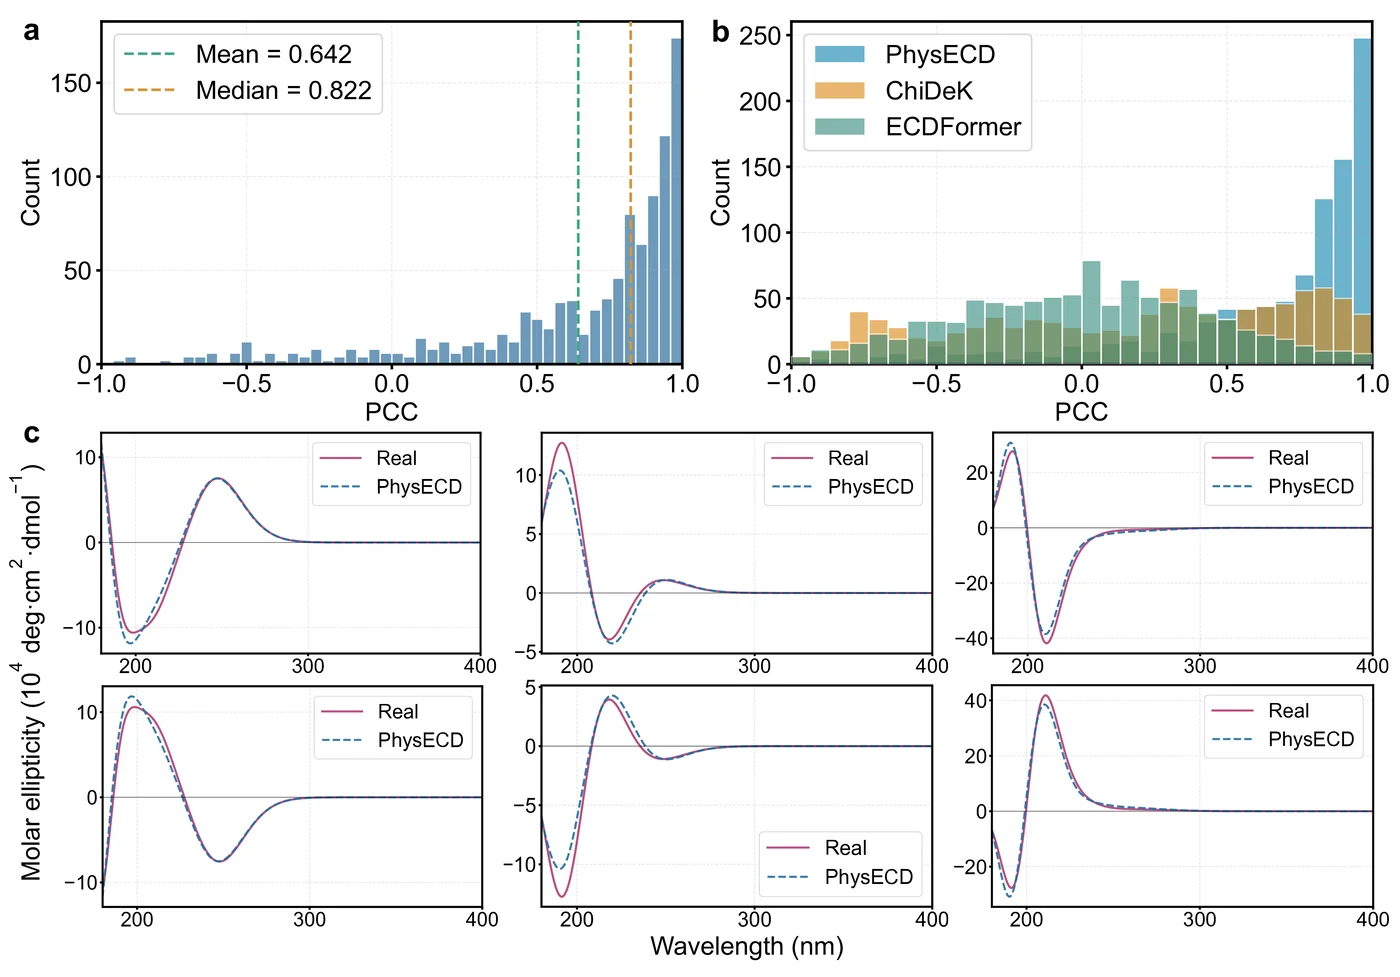 a
Mean = 0.642
Median = 0.822
150
100
50
0
Count
−1.0
−0.5
0.0
0.5
1.0
PCC
b
PhysECD
ChiDeK
ECDFormer
250
200
150
100
50
0
Count
−1.0
−0.5
0.0
0.5
1.0
PCC
c
Molar ellipticity (10⁴ deg·cm²·dmol⁻¹)
Real
PhysECD
10
0
−10
200
300
400
Real
PhysECD
10
5
0
−5
200
300
400
Real
PhysECD
20
0
−20
−40
200
300
400
Real
PhysECD
10
0
−10
200
300
400
5
0
−5
−10
Real
PhysECD
200
300
400
Real
PhysECD
40
20
0
−20
200
300
400
Wavelength (nm)